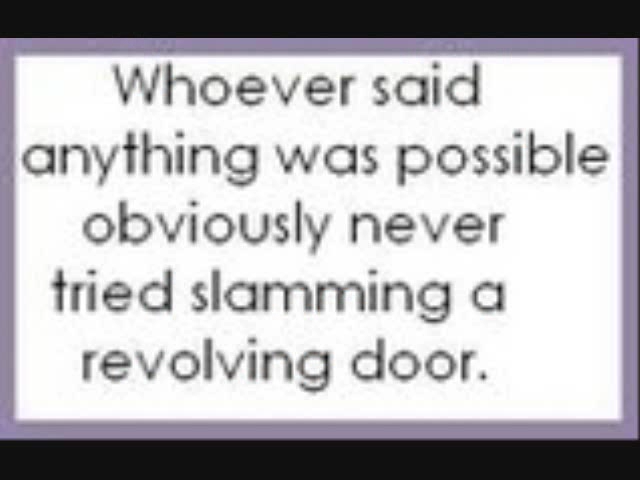 Whoever said
anything was possible
obviously never
tried slamming a
revolving door.